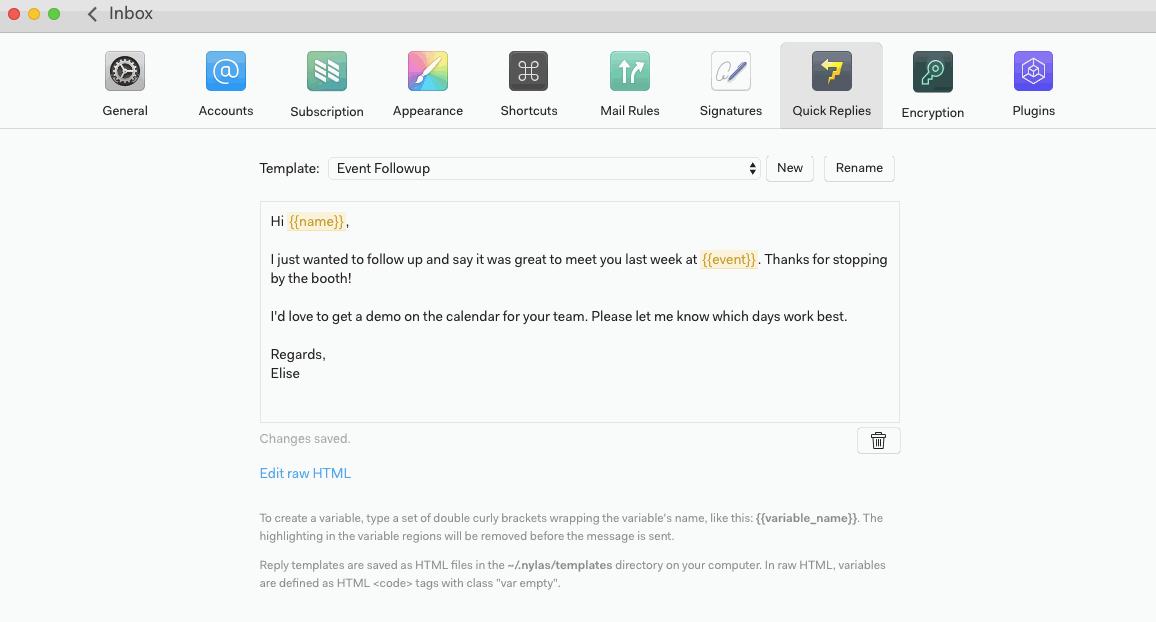 Inbox
General Accounts Subscription Appearance Shortcuts Mail Rules Signatures Quick Replies Encryption Plugins
Template: Event Followup New Rename
Hi {{name}},
I just wanted to follow up and say it was great to meet you last week at {{event}}. Thanks for stopping
by the booth!
I'd love to get a demo on the calendar for your team. Please let me know which days work best.
Regards,
Elise
Changes saved.
Edit raw HTML
To create a variable, type a set of double curly brackets wrapping the variable's name, like this: {{variable_name}}. The
highlighting in the variable regions will be removed before the message is sent.
Reply templates are saved as HTML files in the ~/.nylas/templates directory on your computer. In raw HTML, variables
are defined as HTML <code> tags with class "var empty".